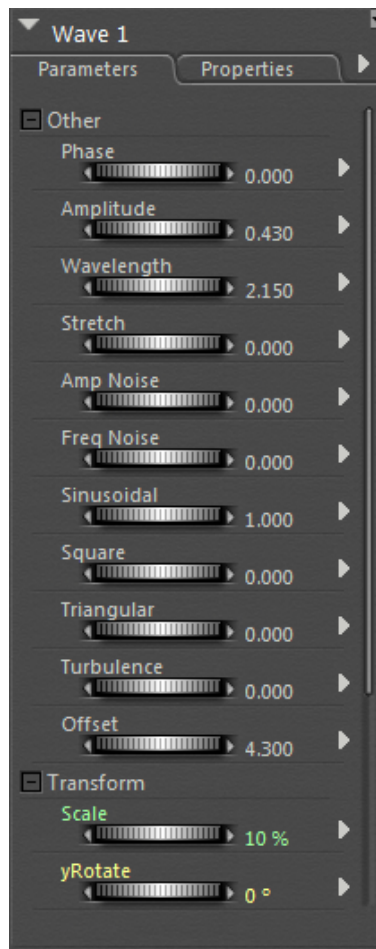 Wave 1
Parameters Properties
Other
Phase
0.000
Amplitude
0.430
Wavelength
2.150
Stretch
0.000
Amp Noise
0.000
Freq Noise
0.000
Sinusoidal
1.000
Square
0.000
Triangular
0.000
Turbulence
0.000
Offset
4.300
Transform
Scale
10 %
yRotate
0 °